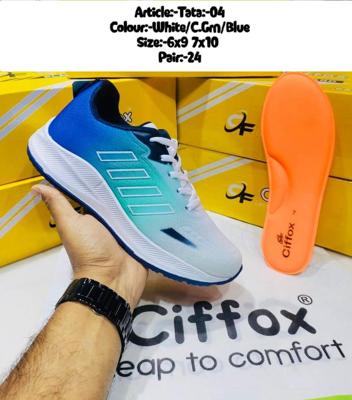 Article:-Tata:-04
Colour:-White/C.Grn/Blue
Size:-6x9 7x10
Pair:-24
Ciffox
Ciffox®
eap to comfort